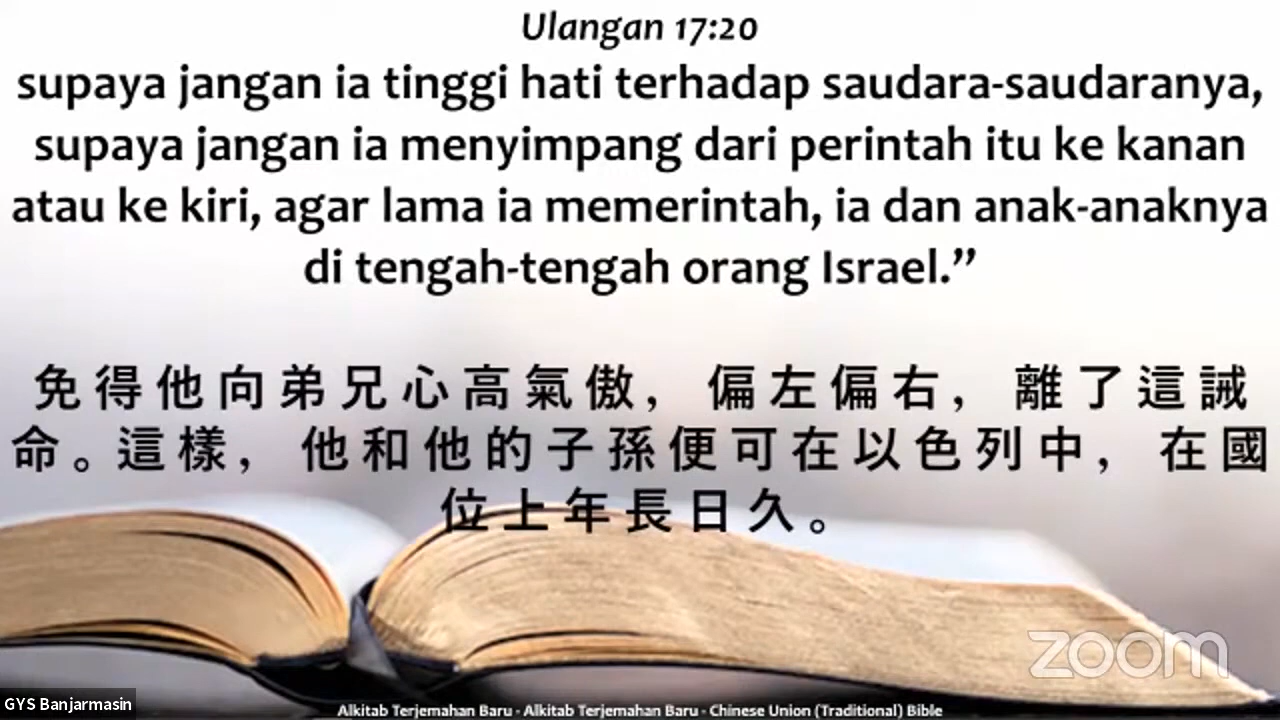 Ulangan 17:20
supaya jangan ia tinggi hati terhadap saudara-saudaranya,
supaya jangan ia menyimpang dari perintah itu ke kanan
atau ke kiri, agar lama ia memerintah, ia dan anak-anaknya
di tengah-tengah orang Israel.”
免得他向弟兄心高氣傲，偏左偏右，離了這誡
命。這樣，他和他的子孫便可在以色列中，在國
位上年長日久。
zoom
GYS Banjarmasin
Alkitab Terjemahan Baru - Alkitab Terjemahan Baru - Chinese Union (Traditional) Bible